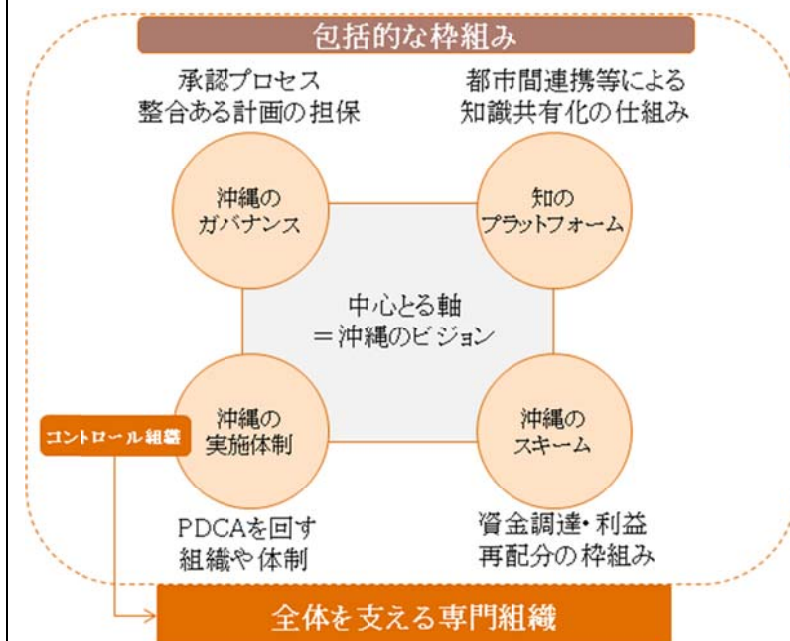 包括的な枠組み
承認プロセス
整合ある計画の担保
都市間連携等による
知識共有化の仕組み
沖縄の
ガバナンス
知の
プラットフォーム
中心とる軸
＝沖縄のビジョン
コントロール組織
沖縄の
実施体制
沖縄の
スキーム
PDCAを回す
組織や体制
資金調達・利益
再配分の枠組み
全体を支える専門組織